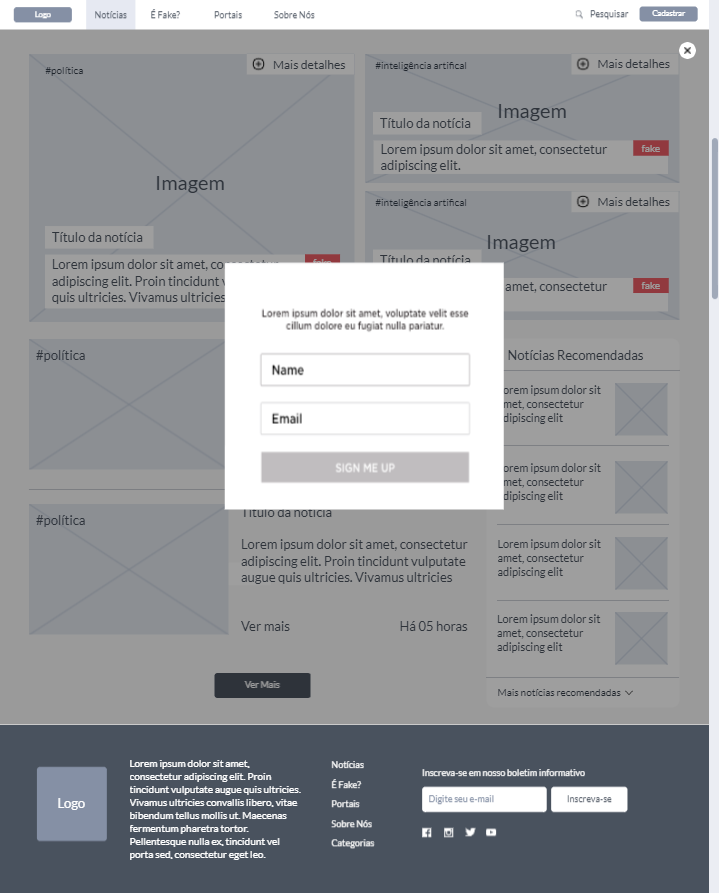 Logo
Notícias
É Fake?
Portais
Sobre Nós
Pesquisar
Cadastrar
#política
Mais detalhes
Imagem
Título da notícia
Lorem ipsum dolor sit amet,
adipiscing elit. Proin tincidunt
quis ultricies. Vivamus ultricies
fake
#inteligência artifical
Mais detalhes
Imagem
Título da notícia
Lorem ipsum dolor sit amet, consectetur
adipiscing elit.
fake
#inteligência artifical
Mais detalhes
Imagem
Título da notícia
amet, consectetur
fake
Lorem ipsum dolor sit amet, voluptate velit esse
cillum dolore eu fugiat nulla pariatur.
Name
Email
SIGN ME UP
#política
#política
Título da notícia
Lorem ipsum dolor sit amet, consectetur
adipiscing elit. Proin tincidunt vulputate
augue quis ultricies. Vivamus ultricies
Ver mais
Há 05 horas
Ver Mais
Notícias Recomendadas
Lorem ipsum dolor sit
amet, consectetur
adipiscing elit
Lorem ipsum dolor sit
amet, consectetur
adipiscing elit
Lorem ipsum dolor sit
amet, consectetur
adipiscing elit
Lorem ipsum dolor sit
amet, consectetur
adipiscing elit
Mais notícias recomendadas
Logo
Lorem ipsum dolor sit amet,
consectetur adipiscing elit. Proin
tincidunt vulputate augue quis ultricies.
Vivamus ultricies convallis libero, vitae
bibendum tellus mollis ut. Maecenas
fermentum pharetra tortor.
Pellentesque nulla ex, tincidunt vel
porta sed, consectetur eget leo.
Notícias
É Fake?
Portais
Sobre Nós
Categorias
Inscreva-se em nosso boletim informativo
Digite seu e-mail
Inscreva-se